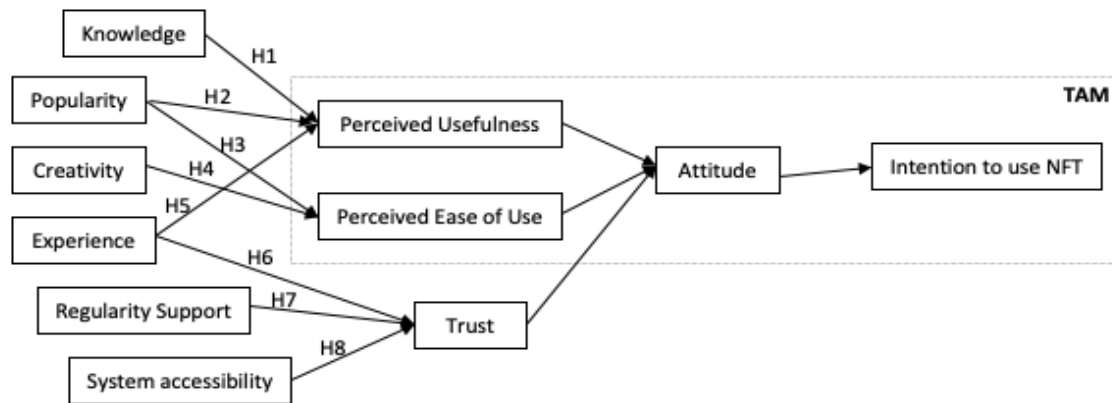 Knowledge
H1
Popularity
H2
TAM
Perceived Usefulness
H3
Creativity
H4
Attitude
Intention to use NFT
H5
Perceived Ease of Use
Experience
H6
Regularity Support
H7
Trust
H8
System accessibility